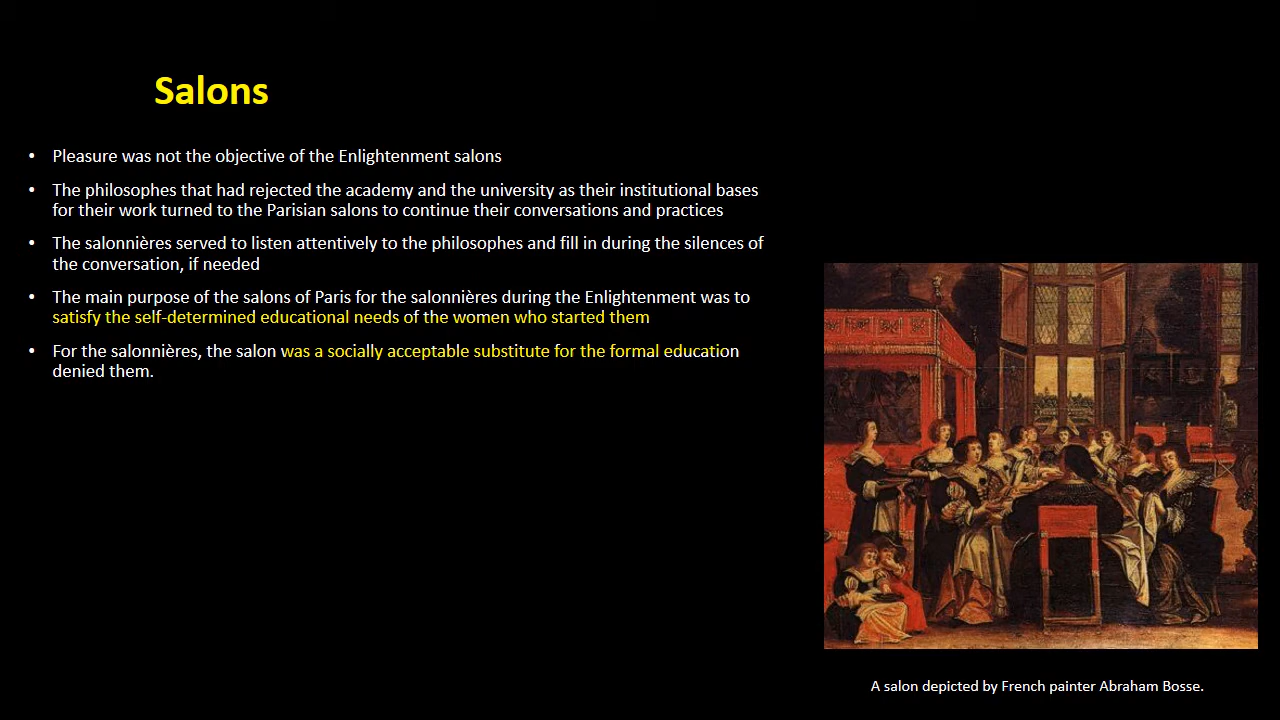 Salons
• Pleasure was not the objective of the Enlightenment salons
• The philosophes that had rejected the academy and the university as their institutional bases
for their work turned to the Parisian salons to continue their conversations and practices
• The salonnières served to listen attentively to the philosophes and fill in during the silences of
the conversation, if needed
• The main purpose of the salons of Paris for the salonnières during the Enlightenment was to
satisfy the self-determined educational needs of the women who started them
• For the salonnières, the salon was a socially acceptable substitute for the formal education
denied them.
A salon depicted by French painter Abraham Bosse.